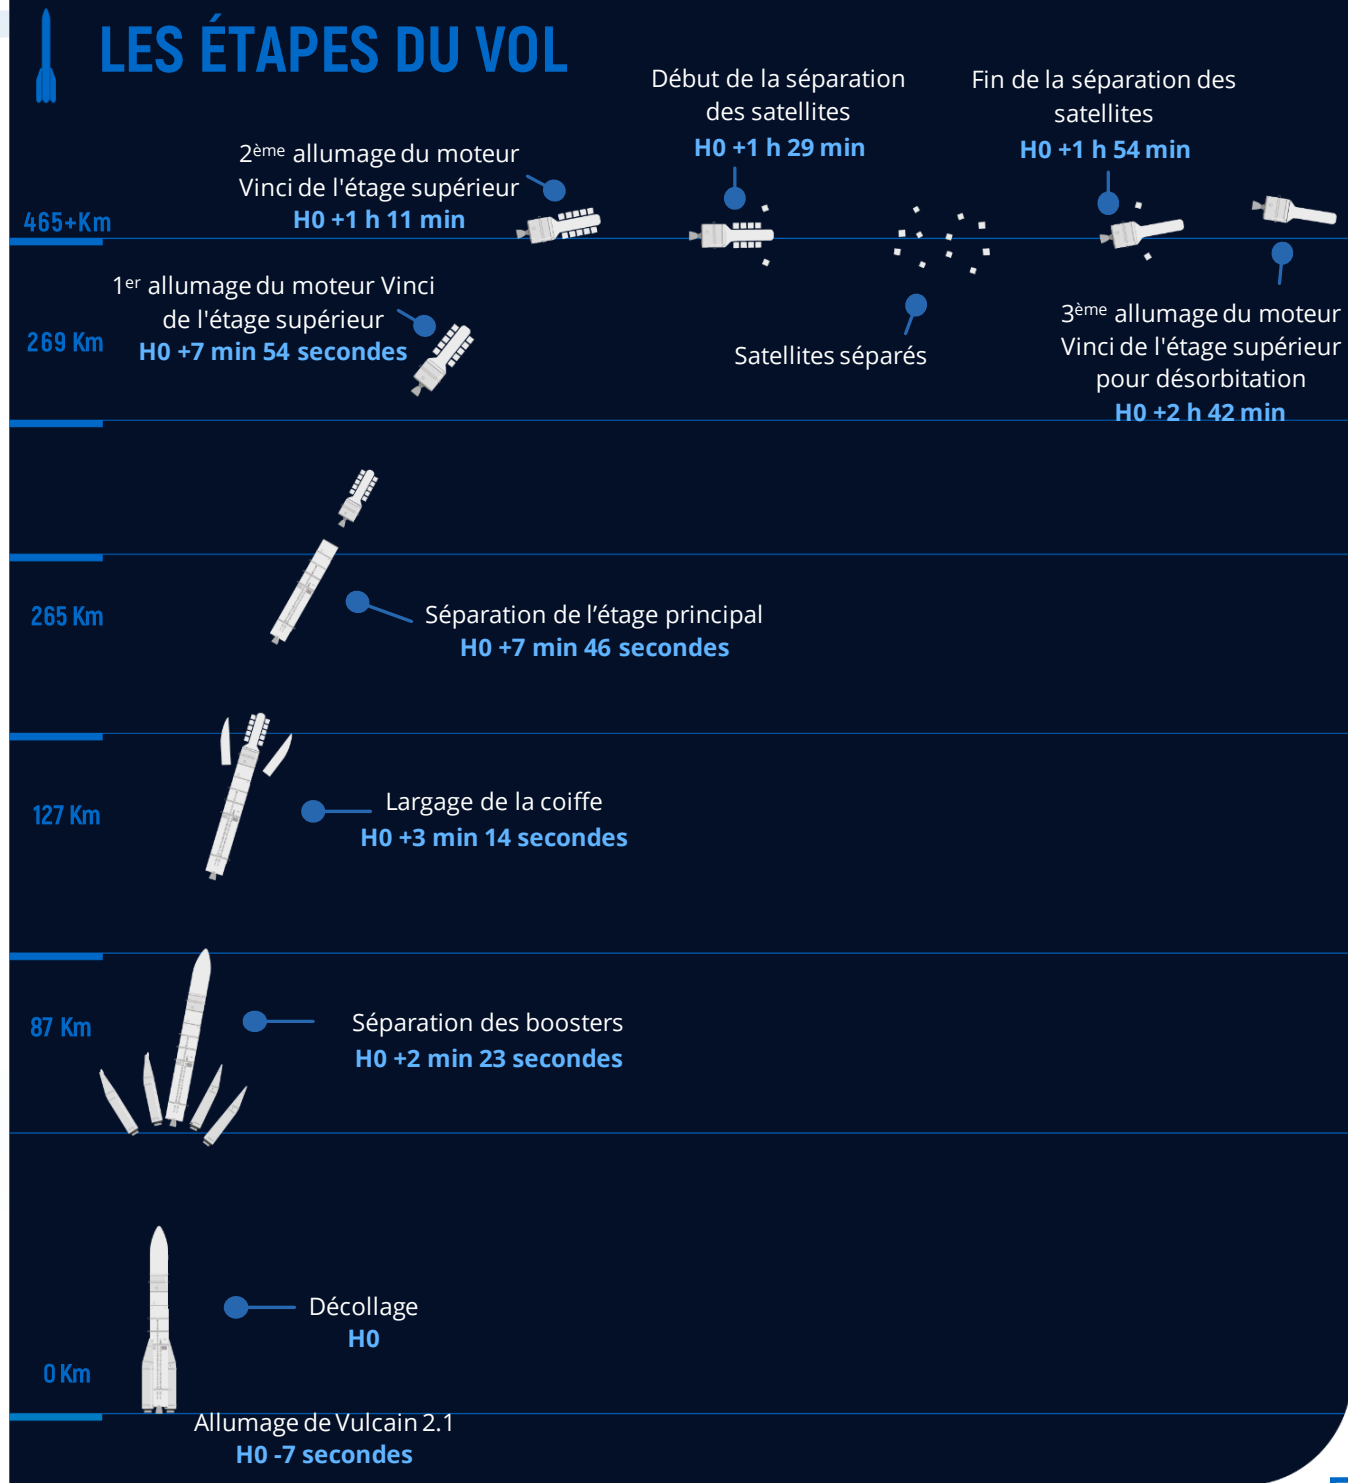 LES ÉTAPES DU VOL
Début de la séparation
des satellites
H0 +1 h 29 min
Fin de la séparation des
satellites
H0 +1 h 54 min
2ème allumage du moteur
Vinci de l'étage supérieur
H0 +1 h 11 min
465+Km
1er allumage du moteur Vinci
de l'étage supérieur
H0 +7 min 54 secondes
269 Km
Satellites séparés
3ème allumage du moteur
Vinci de l'étage supérieur
pour désorbitation
H0 +2 h 42 min
265 Km
Séparation de l’étage principal
H0 +7 min 46 secondes
127 Km
Largage de la coiffe
H0 +3 min 14 secondes
87 Km
Séparation des boosters
H0 +2 min 23 secondes
Décollage
H0
0 Km
Allumage de Vulcain 2.1
H0 -7 secondes